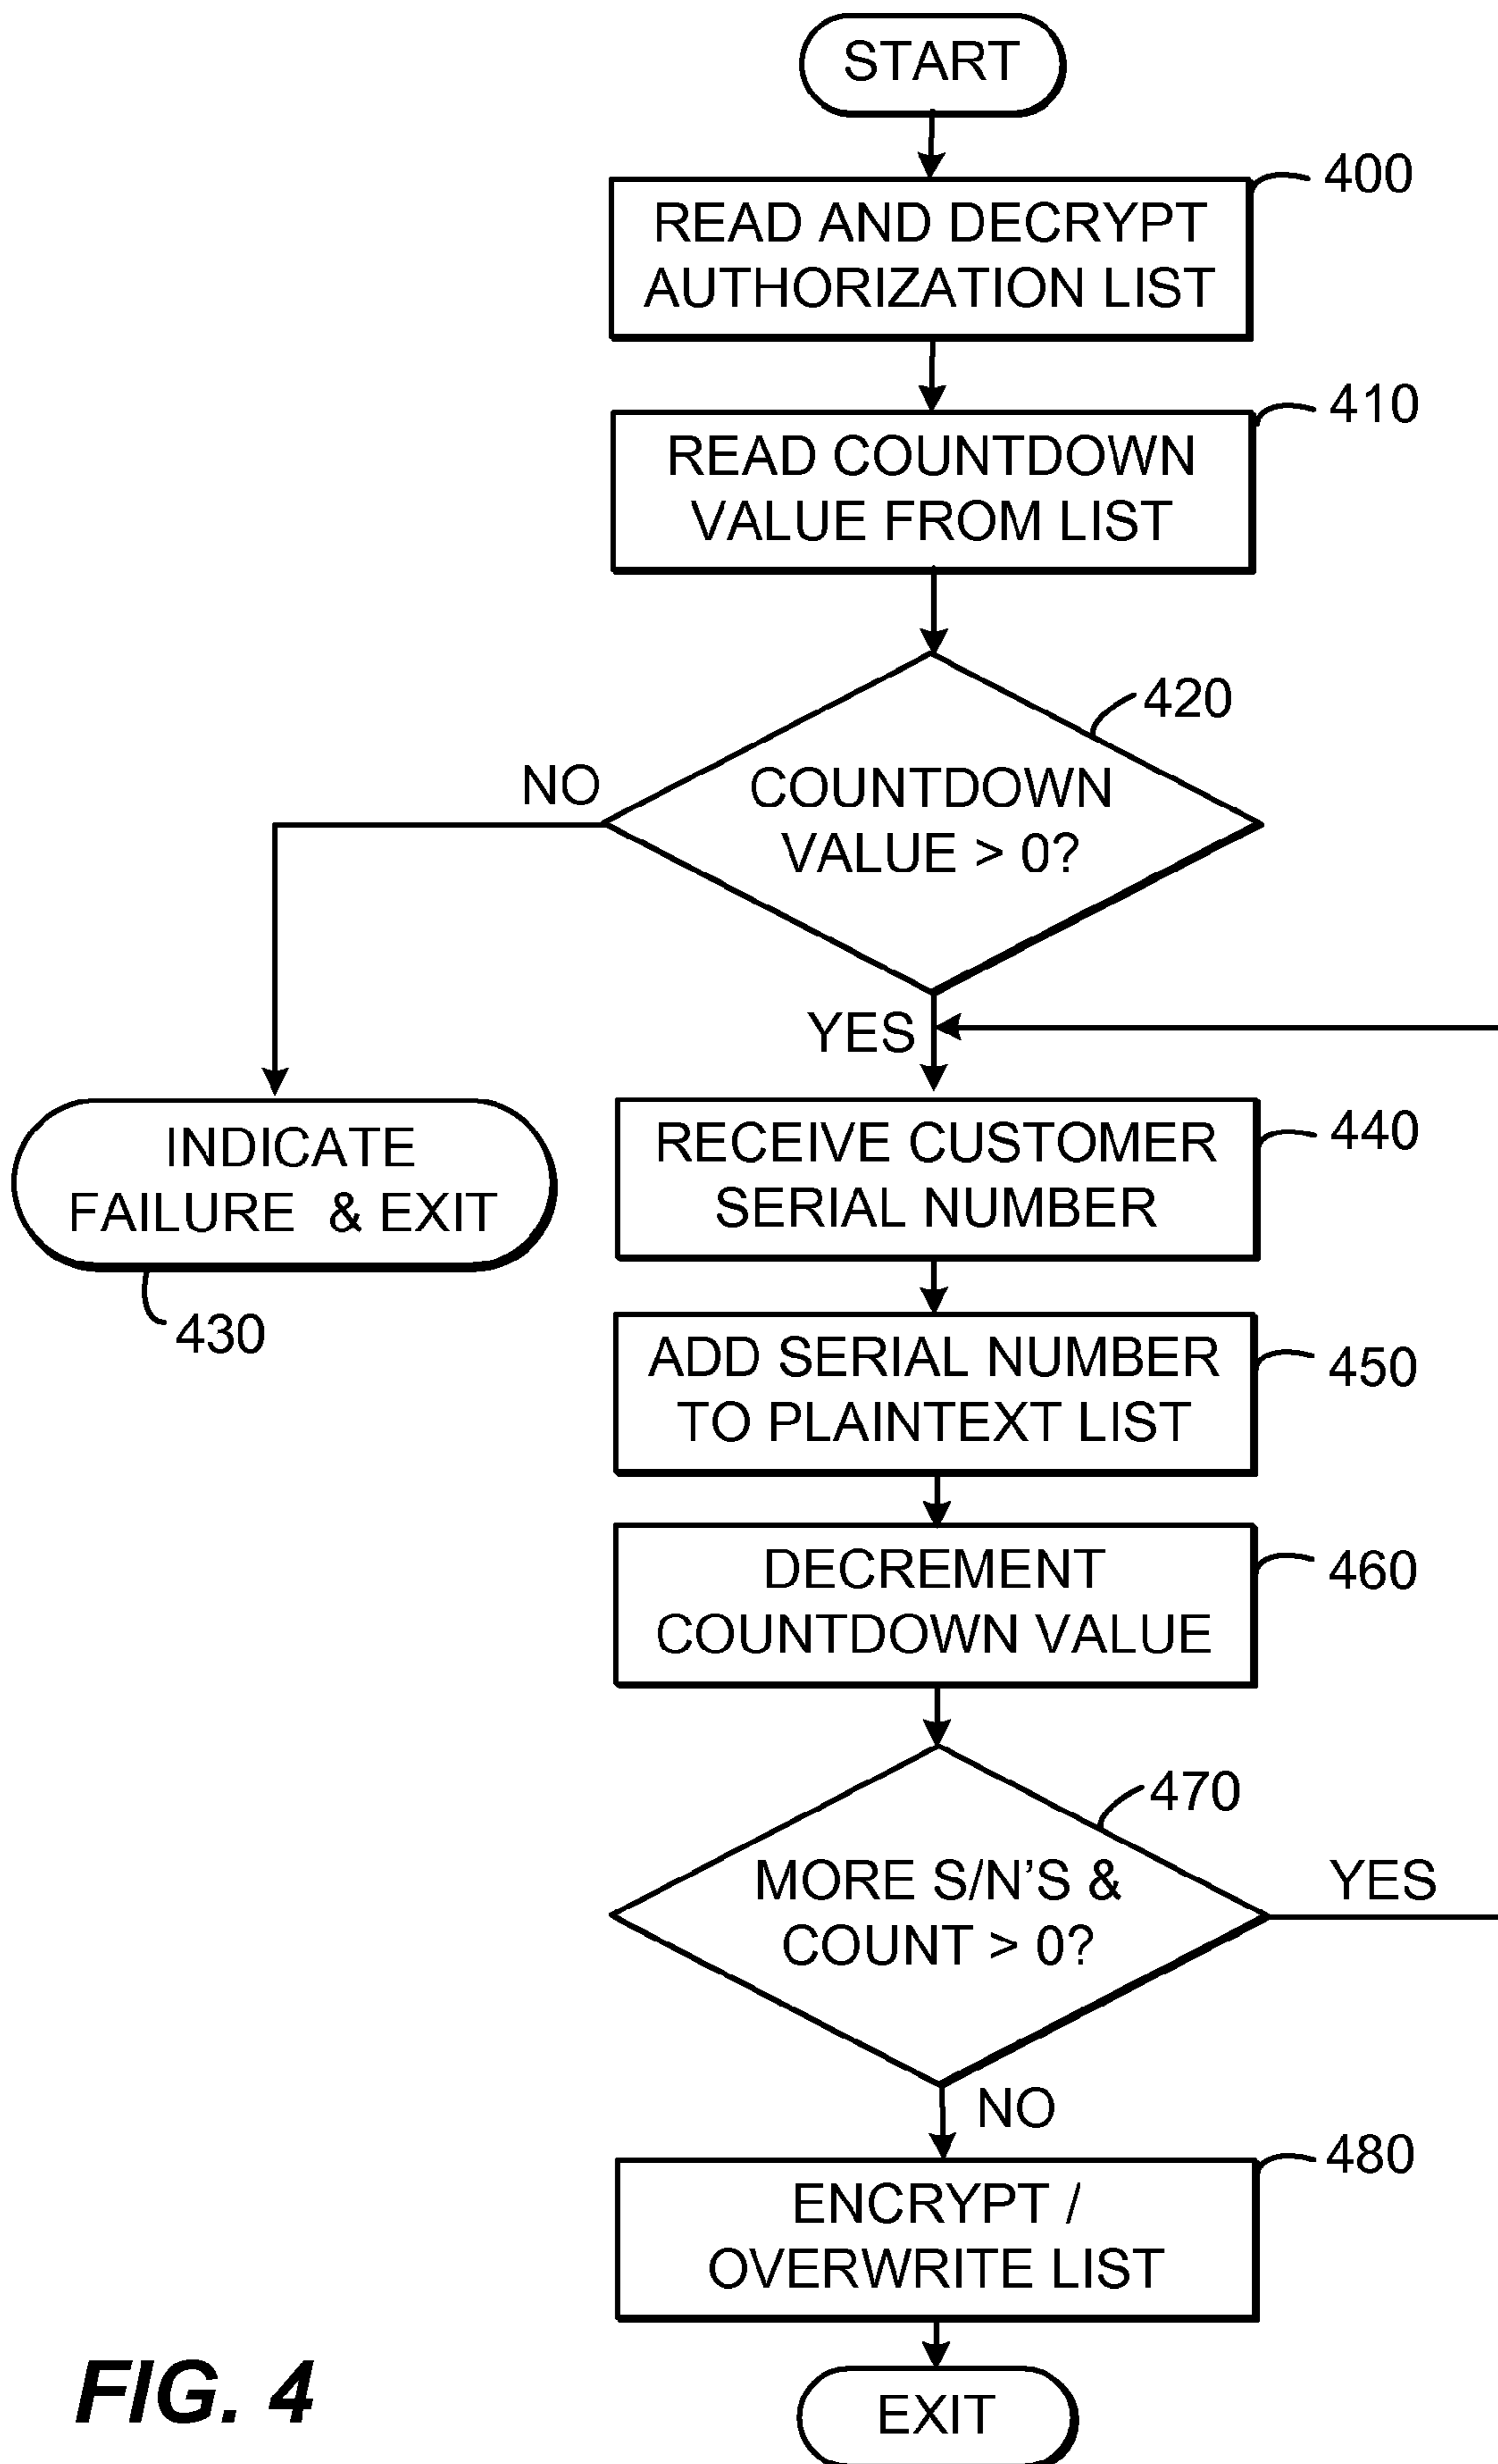 START
400
READ AND DECRYPT
AUTHORIZATION LIST
410
READ COUNTDOWN
VALUE FROM LIST
420
COUNTDOWN
VALUE > 0?
NO
YES
INDICATE
FAILURE & EXIT
430
RECEIVE CUSTOMER
SERIAL NUMBER
440
ADD SERIAL NUMBER
TO PLAINTEXT LIST
450
DECREMENT
COUNTDOWN VALUE
460
470
MORE S/N'S &
COUNT > 0?
YES
NO
480
ENCRYPT /
OVERWRITE LIST
EXIT
FIG. 4